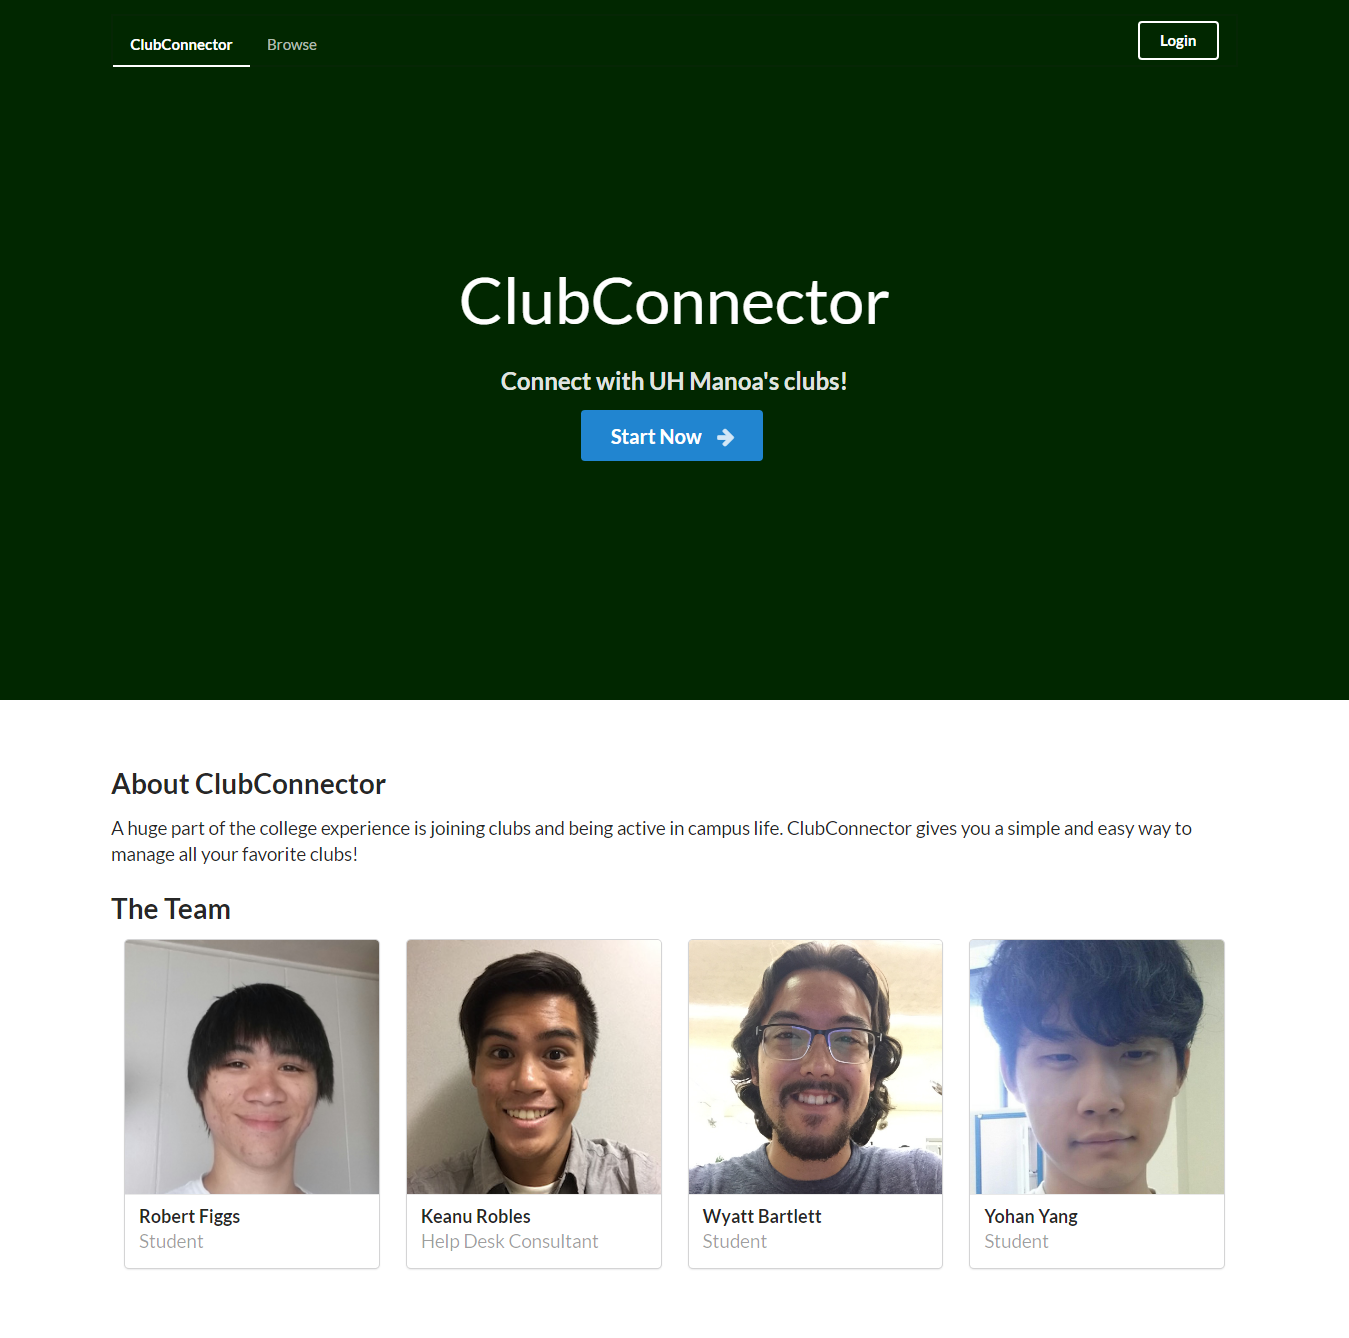 ClubConnector Browse Login
ClubConnector
Connect with UH Manoa's clubs!
Start Now
About ClubConnector
A huge part of the college experience is joining clubs and being active in campus life. ClubConnector gives you a simple and easy way to
manage all your favorite clubs!
The Team
Robert Figgs
Student
Keanu Robles
Help Desk Consultant
Wyatt Bartlett
Student
Yohan Yang
Student